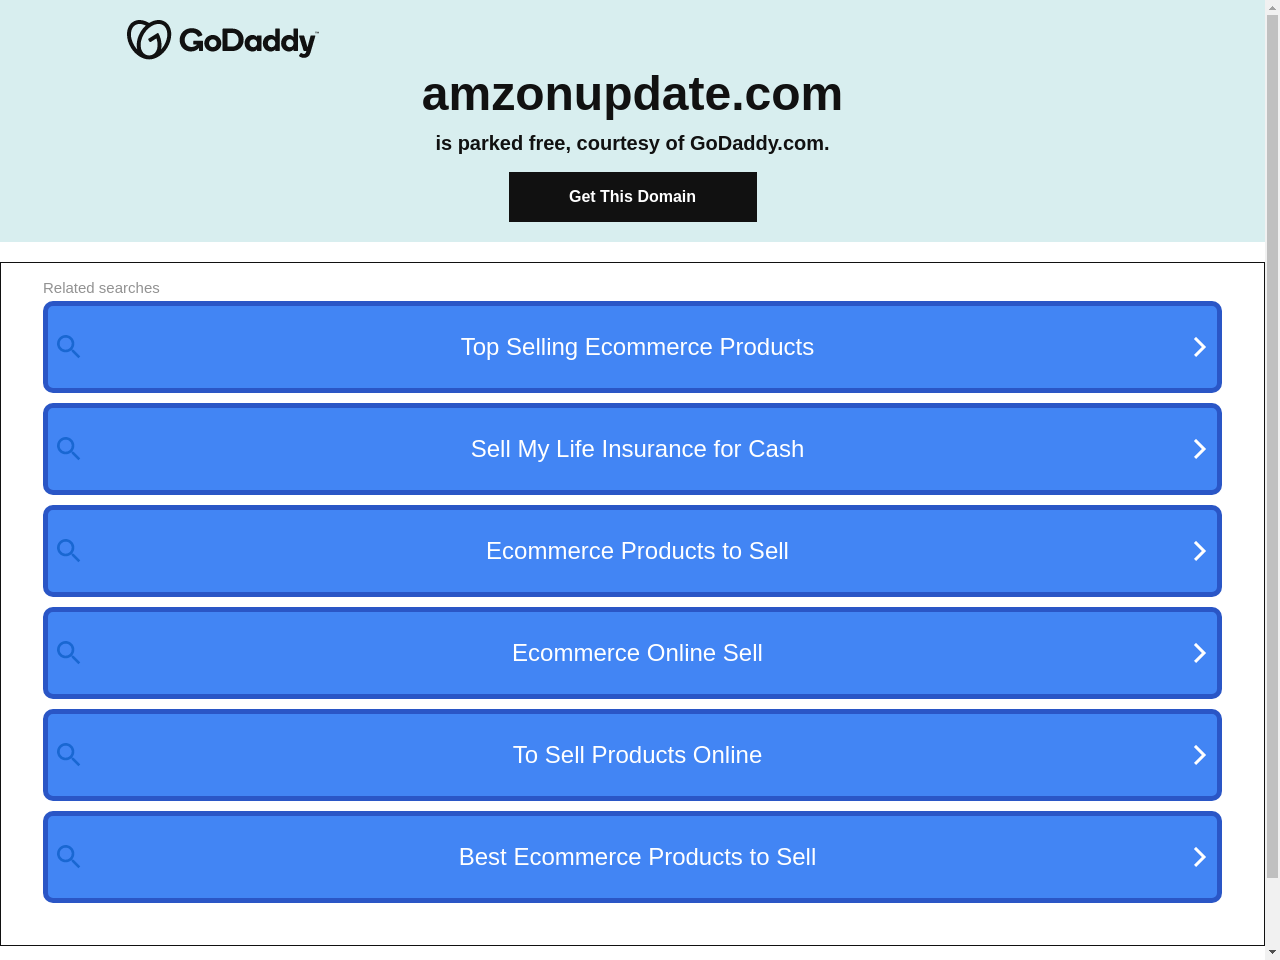 GoDaddy™
amzonupdate.com
is parked free, courtesy of GoDaddy.com.
Get This Domain
Related searches
Top Selling Ecommerce Products
Sell My Life Insurance for Cash
Ecommerce Products to Sell
Ecommerce Online Sell
To Sell Products Online
Best Ecommerce Products to Sell